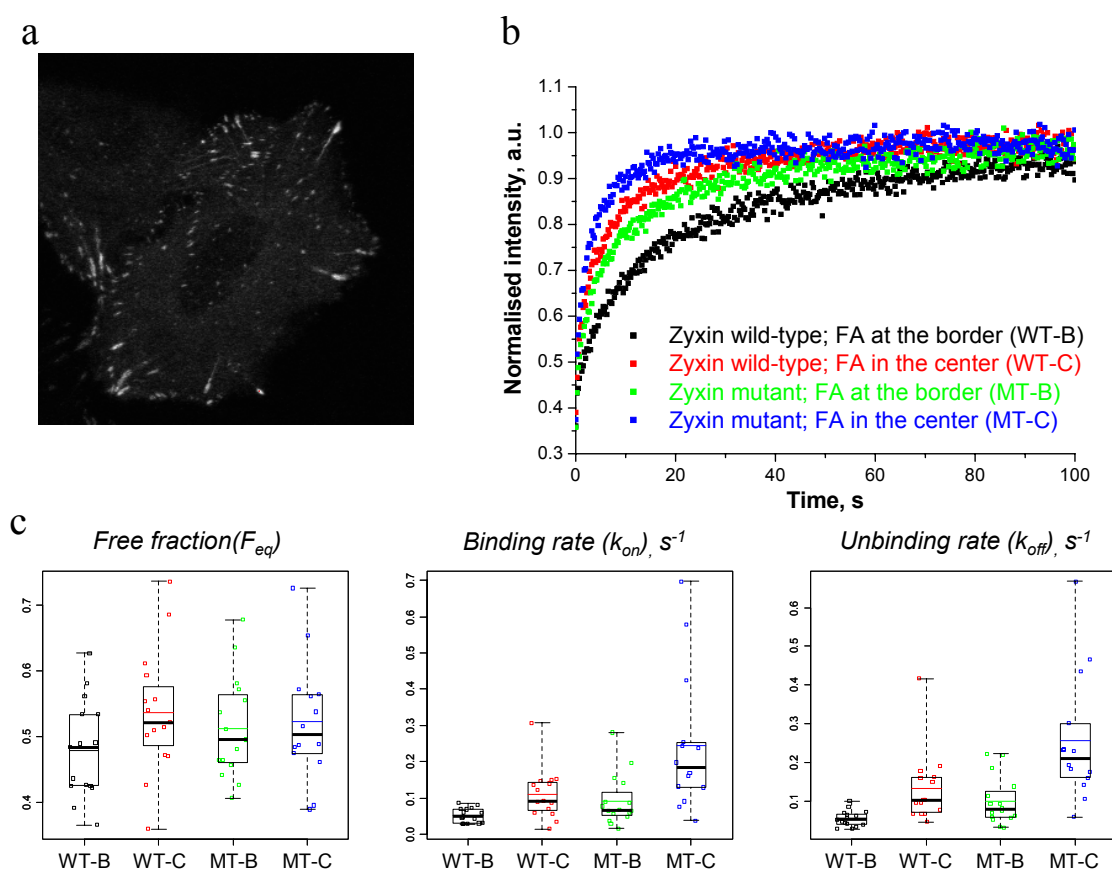 a
b
1.1
1.0
0.9
0.8
0.7
0.6
0.5
0.4
0.3
Normalised intensity, a.u.
Zyxin wild-type; FA at the border (WT-B)
Zyxin wild-type; FA in the center (WT-C)
Zyxin mutant; FA at the border (MT-B)
Zyxin mutant; FA in the center (MT-C)
0 20 40 60 80 100
Time, s
c
Free fraction(Feq)
0.7
0.6
0.5
0.4
WT-B WT-C MT-B MT-C
Binding rate (kon), s-1
0.7
0.6
0.5
0.4
0.3
0.2
0.1
0.0
WT-B WT-C MT-B MT-C
Unbinding rate (koff), s-1
0.6
0.5
0.4
0.3
0.2
0.1
WT-B WT-C MT-B MT-C